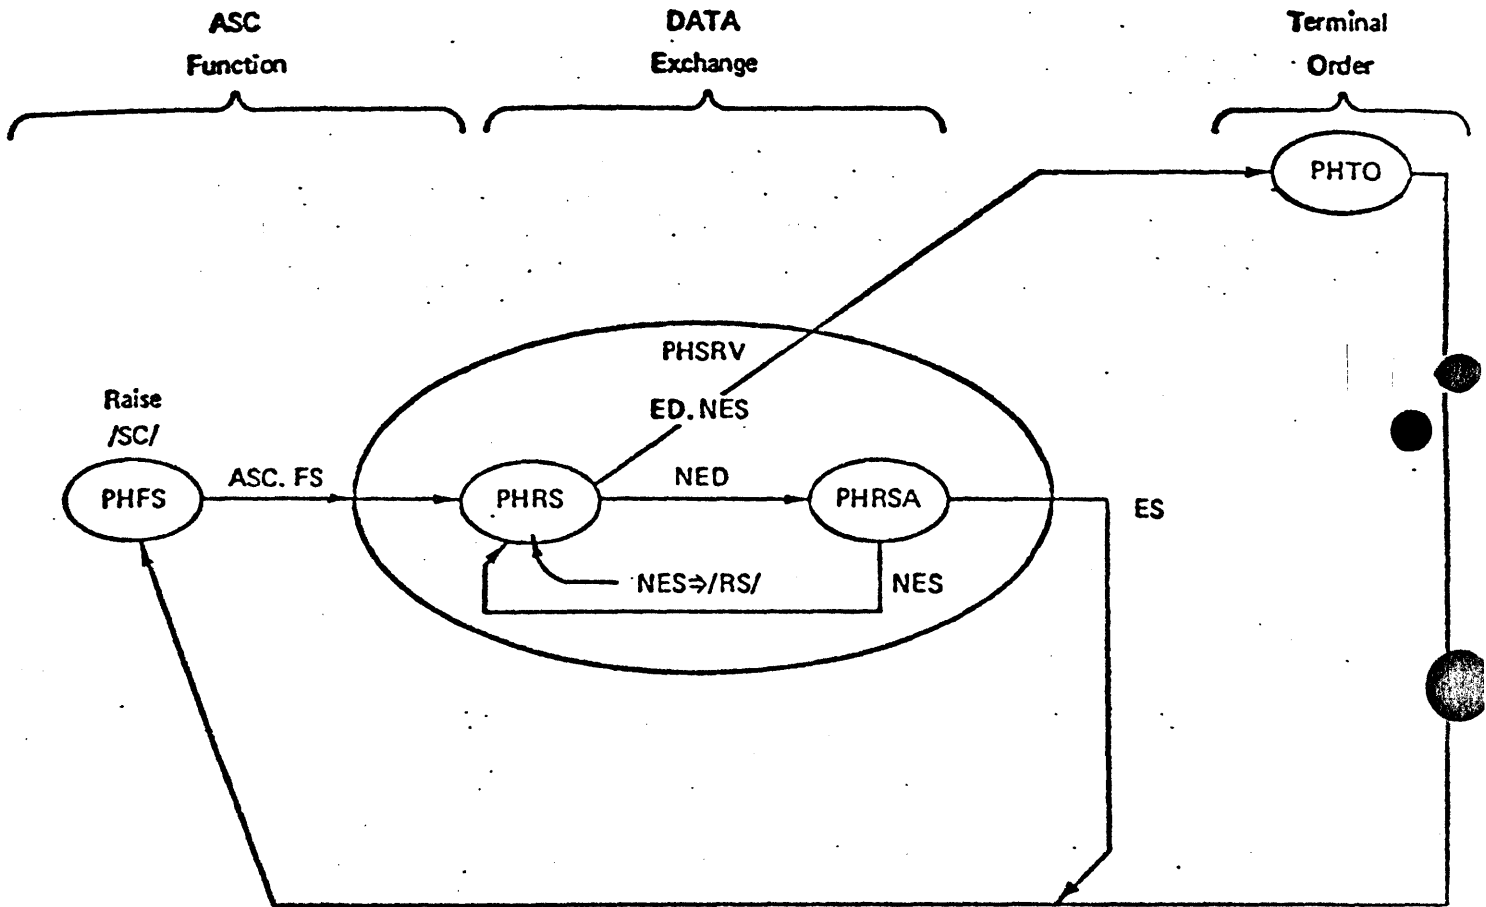 ASC
Function
DATA
Exchange
Terminal
Order
PHTO
PHSRV
Raise
/SC/
ED. NES
PHFS
ASC. FS
PHRS
NED
PHRSA
ES
NES⇒/RS/
NES